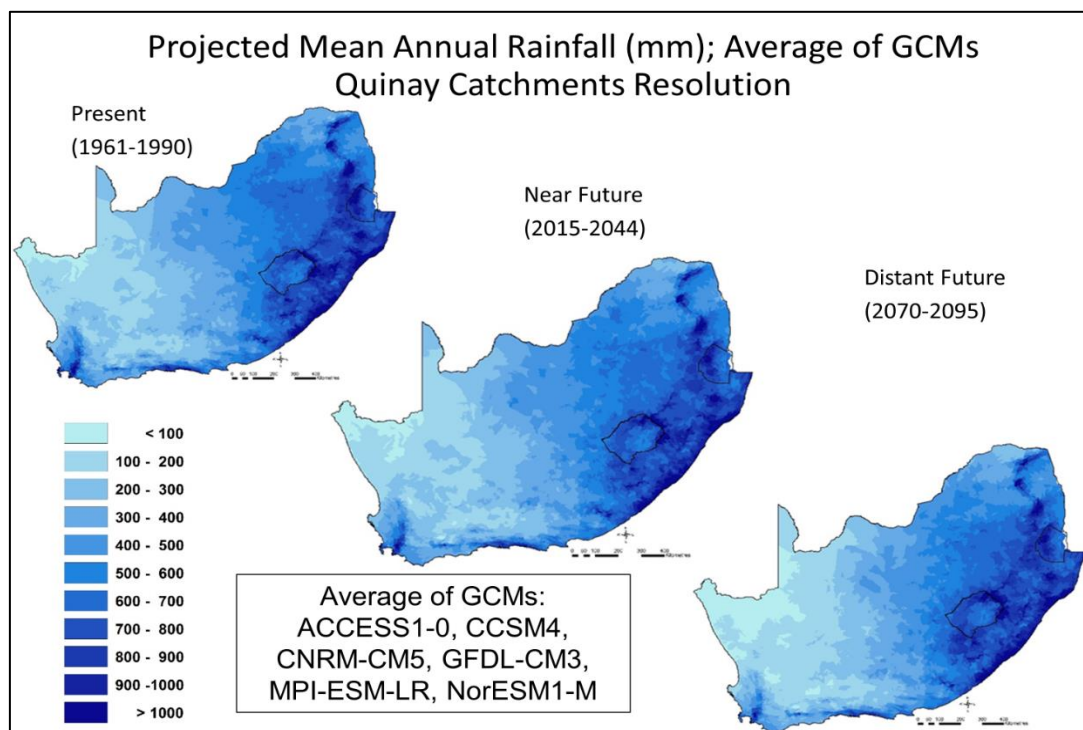 Projected Mean Annual Rainfall (mm); Average of GCMs
Quinay Catchments Resolution
Present
(1961-1990)
Near Future
(2015-2044)
Distant Future
(2070-2095)
< 100
100 - 200
200 - 300
300 - 400
400 - 500
500 - 600
600 - 700
700 - 800
800 - 900
900 -1000
> 1000
Average of GCMs:
ACCESS1-0, CCSM4,
CNRM-CM5, GFDL-CM3,
MPI-ESM-LR, NorESM1-M